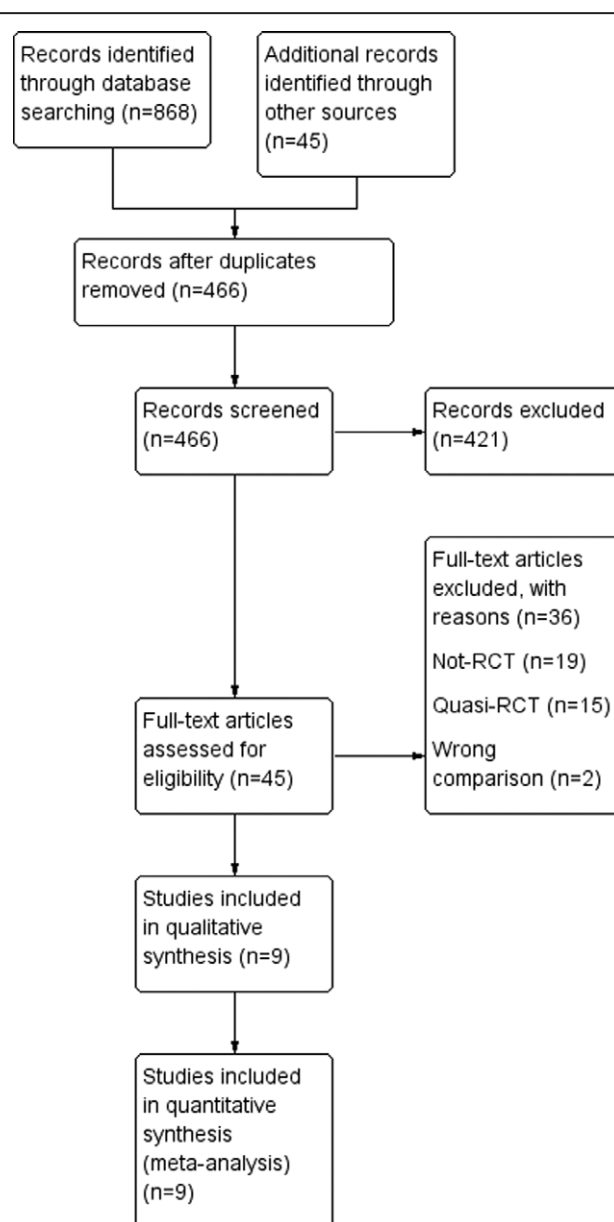 Records identified
through database
searching (n=868)
Additional records
identified through
other sources
(n=45)
Records after duplicates
removed (n=466)
Records screened
(n=466)
Records excluded
(n=421)
Full-text articles
excluded, with
reasons (n=36)
Not-RCT (n=19)
Quasi-RCT (n=15)
Wrong
comparison (n=2)
Full-text articles
assessed for
eligibility (n=45)
Studies included
in qualitative
synthesis (n=9)
Studies included
in quantitative
synthesis
(meta-analysis)
(n=9)